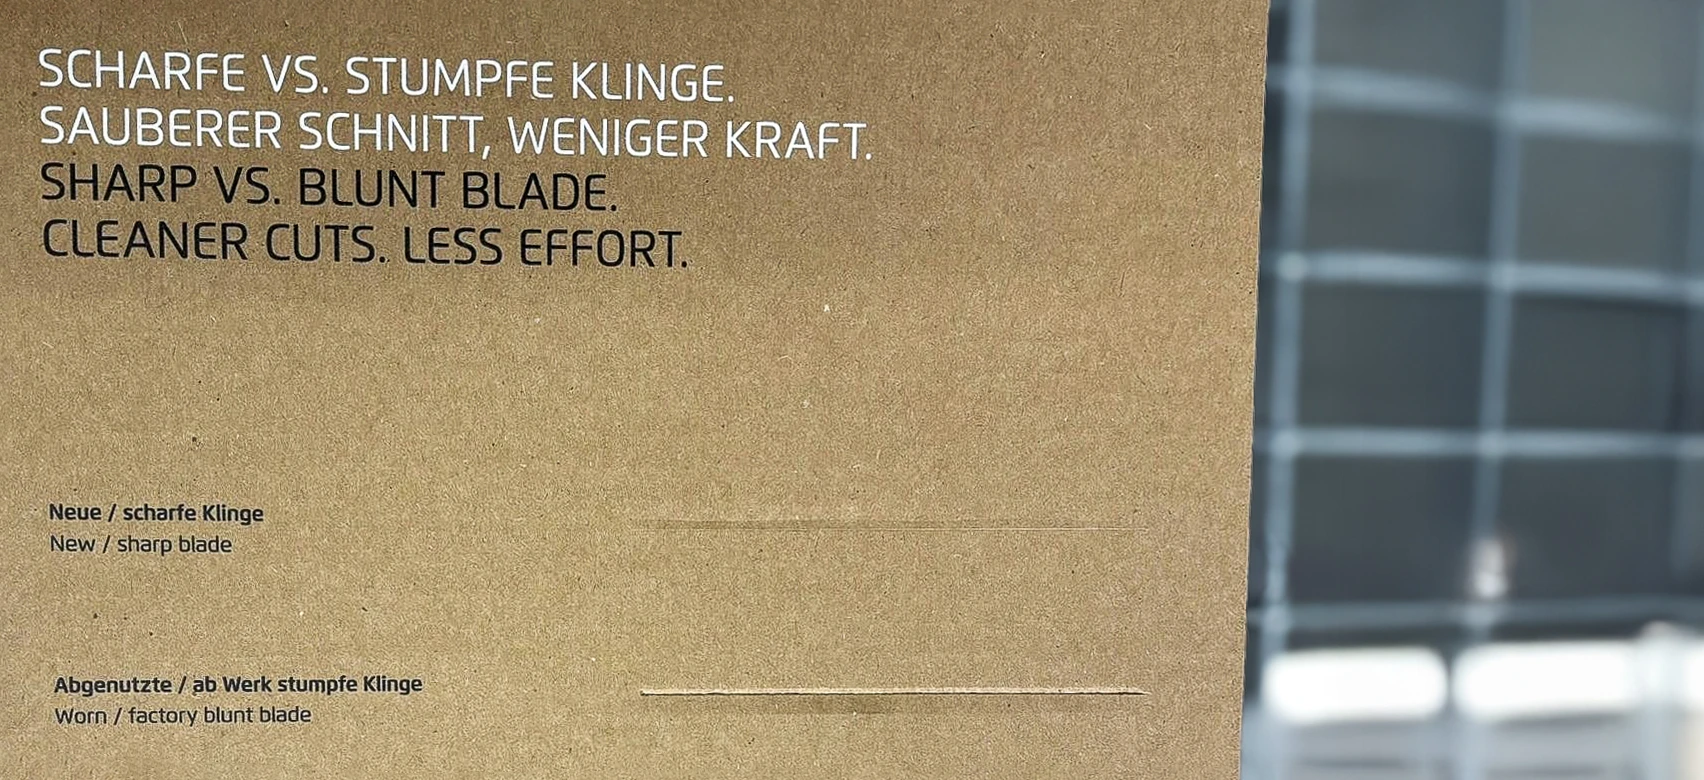 SCHARFE VS. STUMPFE KLINGE.
SAUBERER SCHNITT, WENIGER KRAFT.
SHARP VS. BLUNT BLADE.
CLEANER CUTS. LESS EFFORT.
Neue / scharfe Klinge
New / sharp blade
Abgenutzte / ab Werk stumpfe Klinge
Worn / factory blunt blade